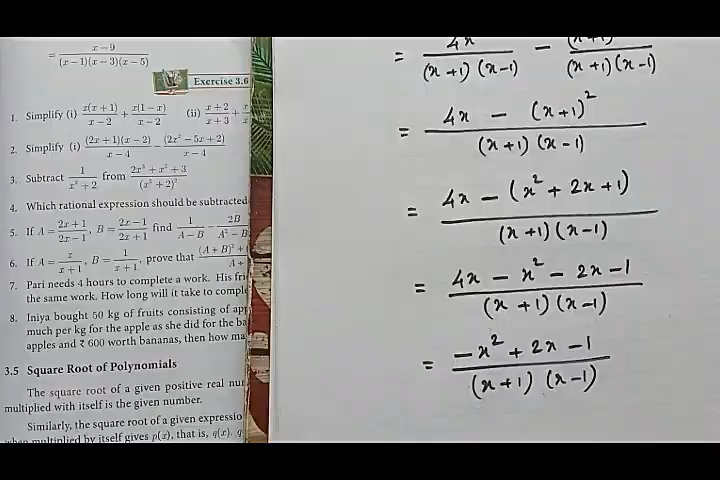 = (x − 9)/((x − 1)(x − 3)(x − 5))
Exercise 3.6
1. Simplify (i) x(x + 1)/(x − 2) + x(1 − x)/(x − 2) (ii) (x + 2)/(x + 3) +
2. Simplify (i) (2x + 1)(x − 2)/(x − 4) − (2x² − 5x + 2)/(x − 4)
3. Subtract 1/(x² + 2) from (2x³ + x² + 3)/(x² + 2)²
4. Which rational expression should be subtracted
5. If A = (2x + 1)/(2x − 1), B = (2x − 1)/(2x + 1) find 1/(A − B) − 2B/(A² − B
6. If A = x/(x + 1), B = 1/(x + 1), prove that (A + B)² +
7. Pari needs 4 hours to complete a work. His
the same work. How long will it take to
8. Iniya bought 50 kg of fruits consisting of
much per kg for the apple as she did for the
apples and ₹ 600 worth bananas, then how
3.5 Square Root of Polynomials
The square root of a given positive real
multiplied with itself is the given number.
Similarly, the square root of a given
when multiplied by itself gives p(x), that is, q(x).
= 4x/((x+1)(x−1)) − /((x+1)(x−1))
= (4x − (x+1)²)/((x+1)(x−1))
= (4x − (x² + 2x + 1))/((x+1)(x−1))
= (4x − x² − 2x − 1)/((x+1)(x−1))
= (−x² + 2x − 1)/((x+1)(x−1))